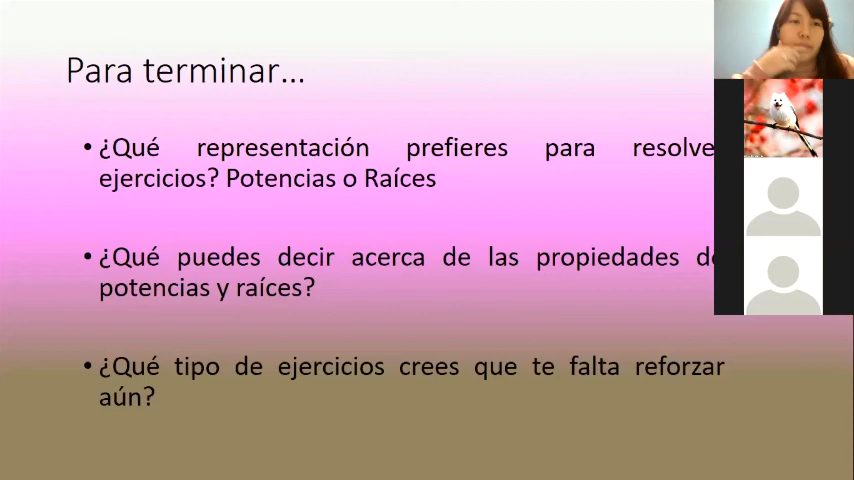 Para terminar...
• ¿Qué representación prefieres para resolve
ejercicios? Potencias o Raíces
• ¿Qué puedes decir acerca de las propiedades de
potencias y raíces?
• ¿Qué tipo de ejercicios crees que te falta reforzar
aún?